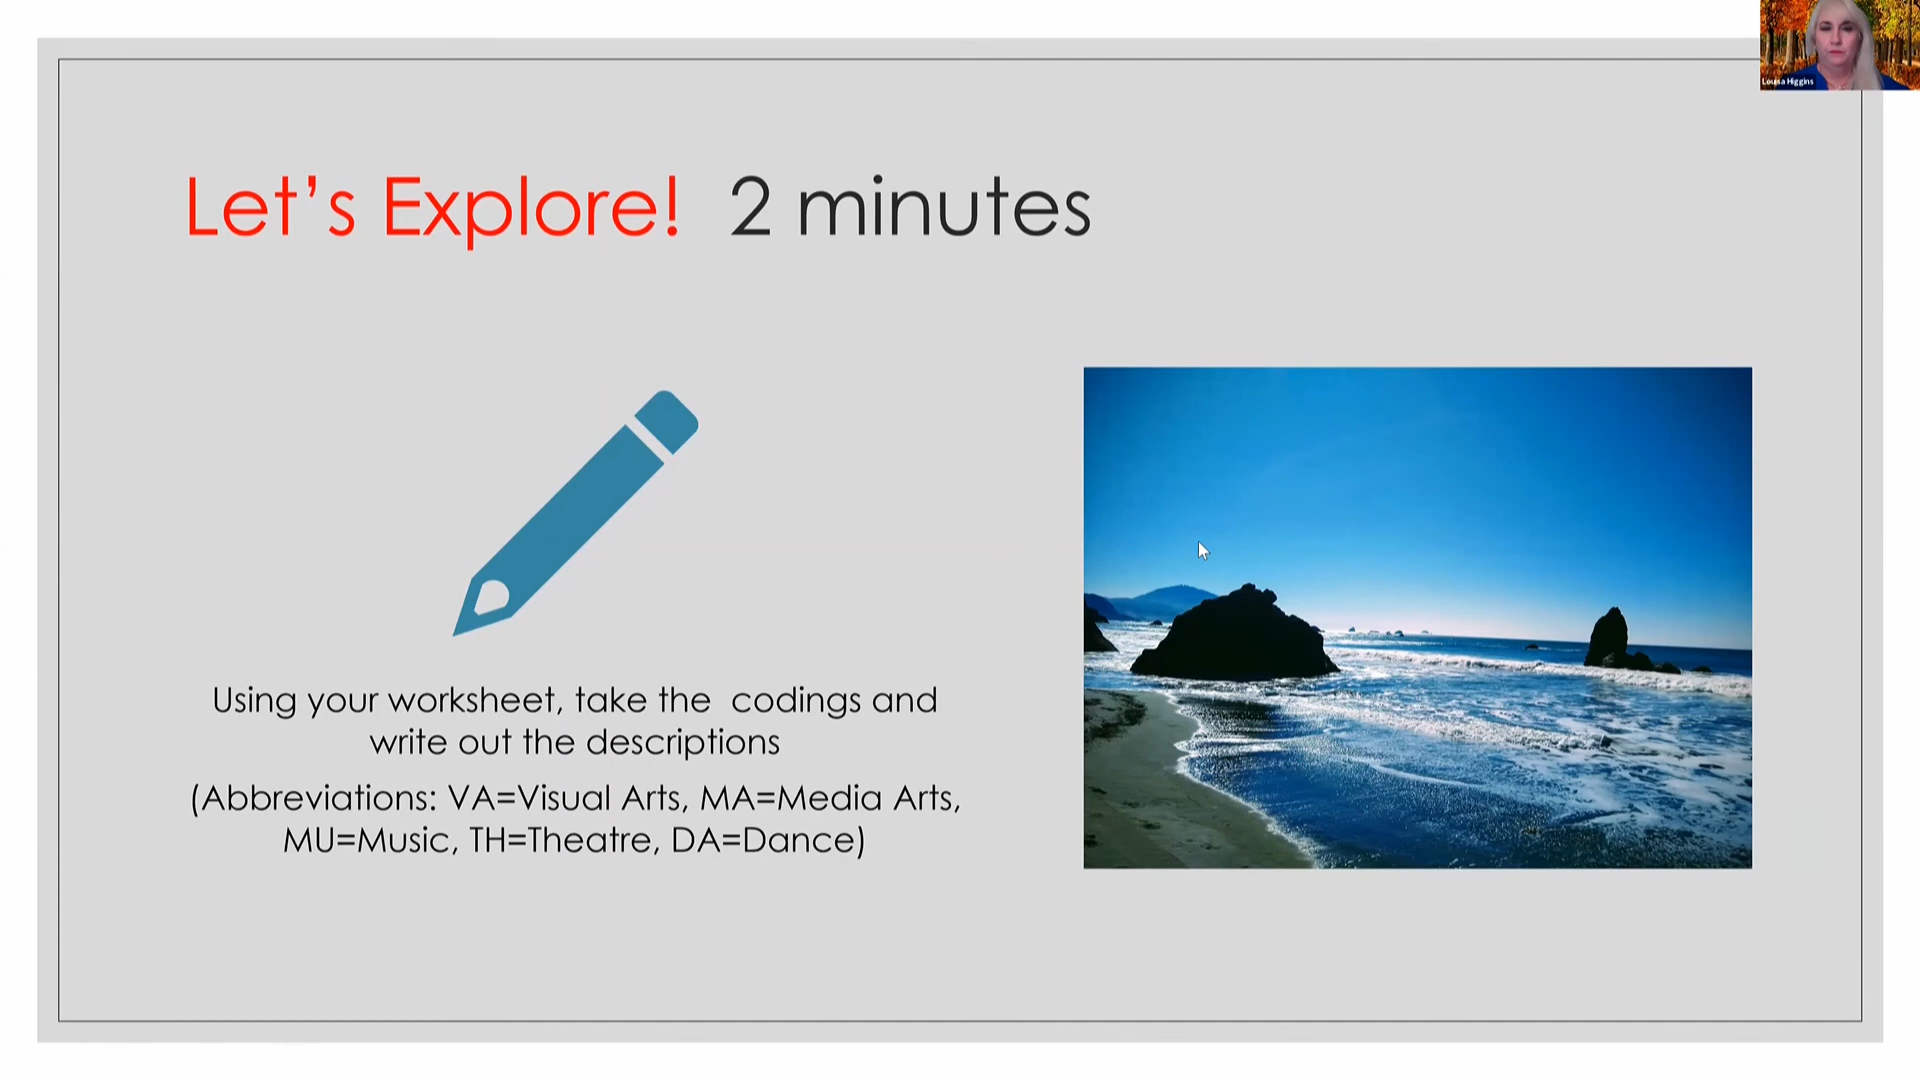 Louisa Higgins
Let's Explore!  2 minutes
Using your worksheet, take the  codings and
write out the descriptions
(Abbreviations: VA=Visual Arts, MA=Media Arts,
MU=Music, TH=Theatre, DA=Dance)